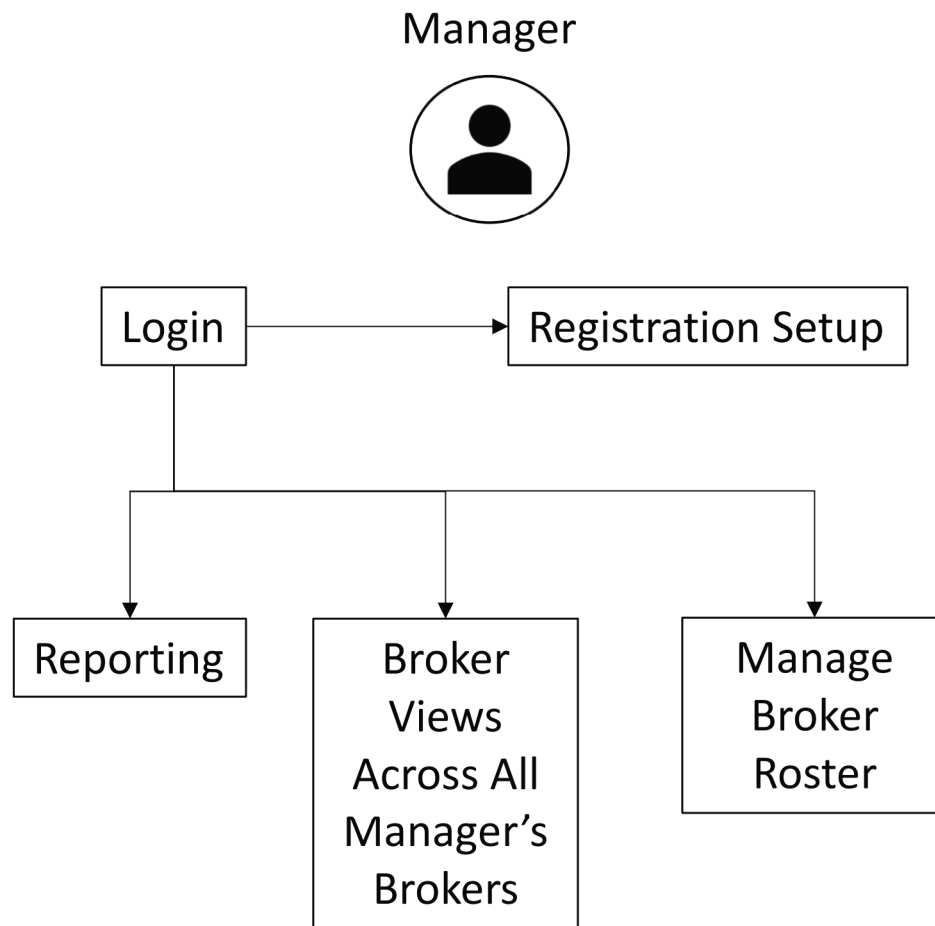 Manager
Login
Registration Setup
Reporting
Broker
Views
Across All
Manager’s
Brokers
Manage
Broker
Roster